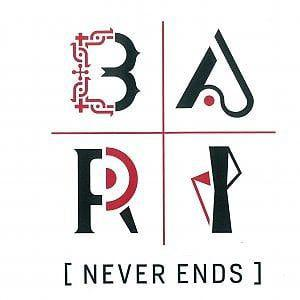 BA
RI
[ NEVER ENDS ]